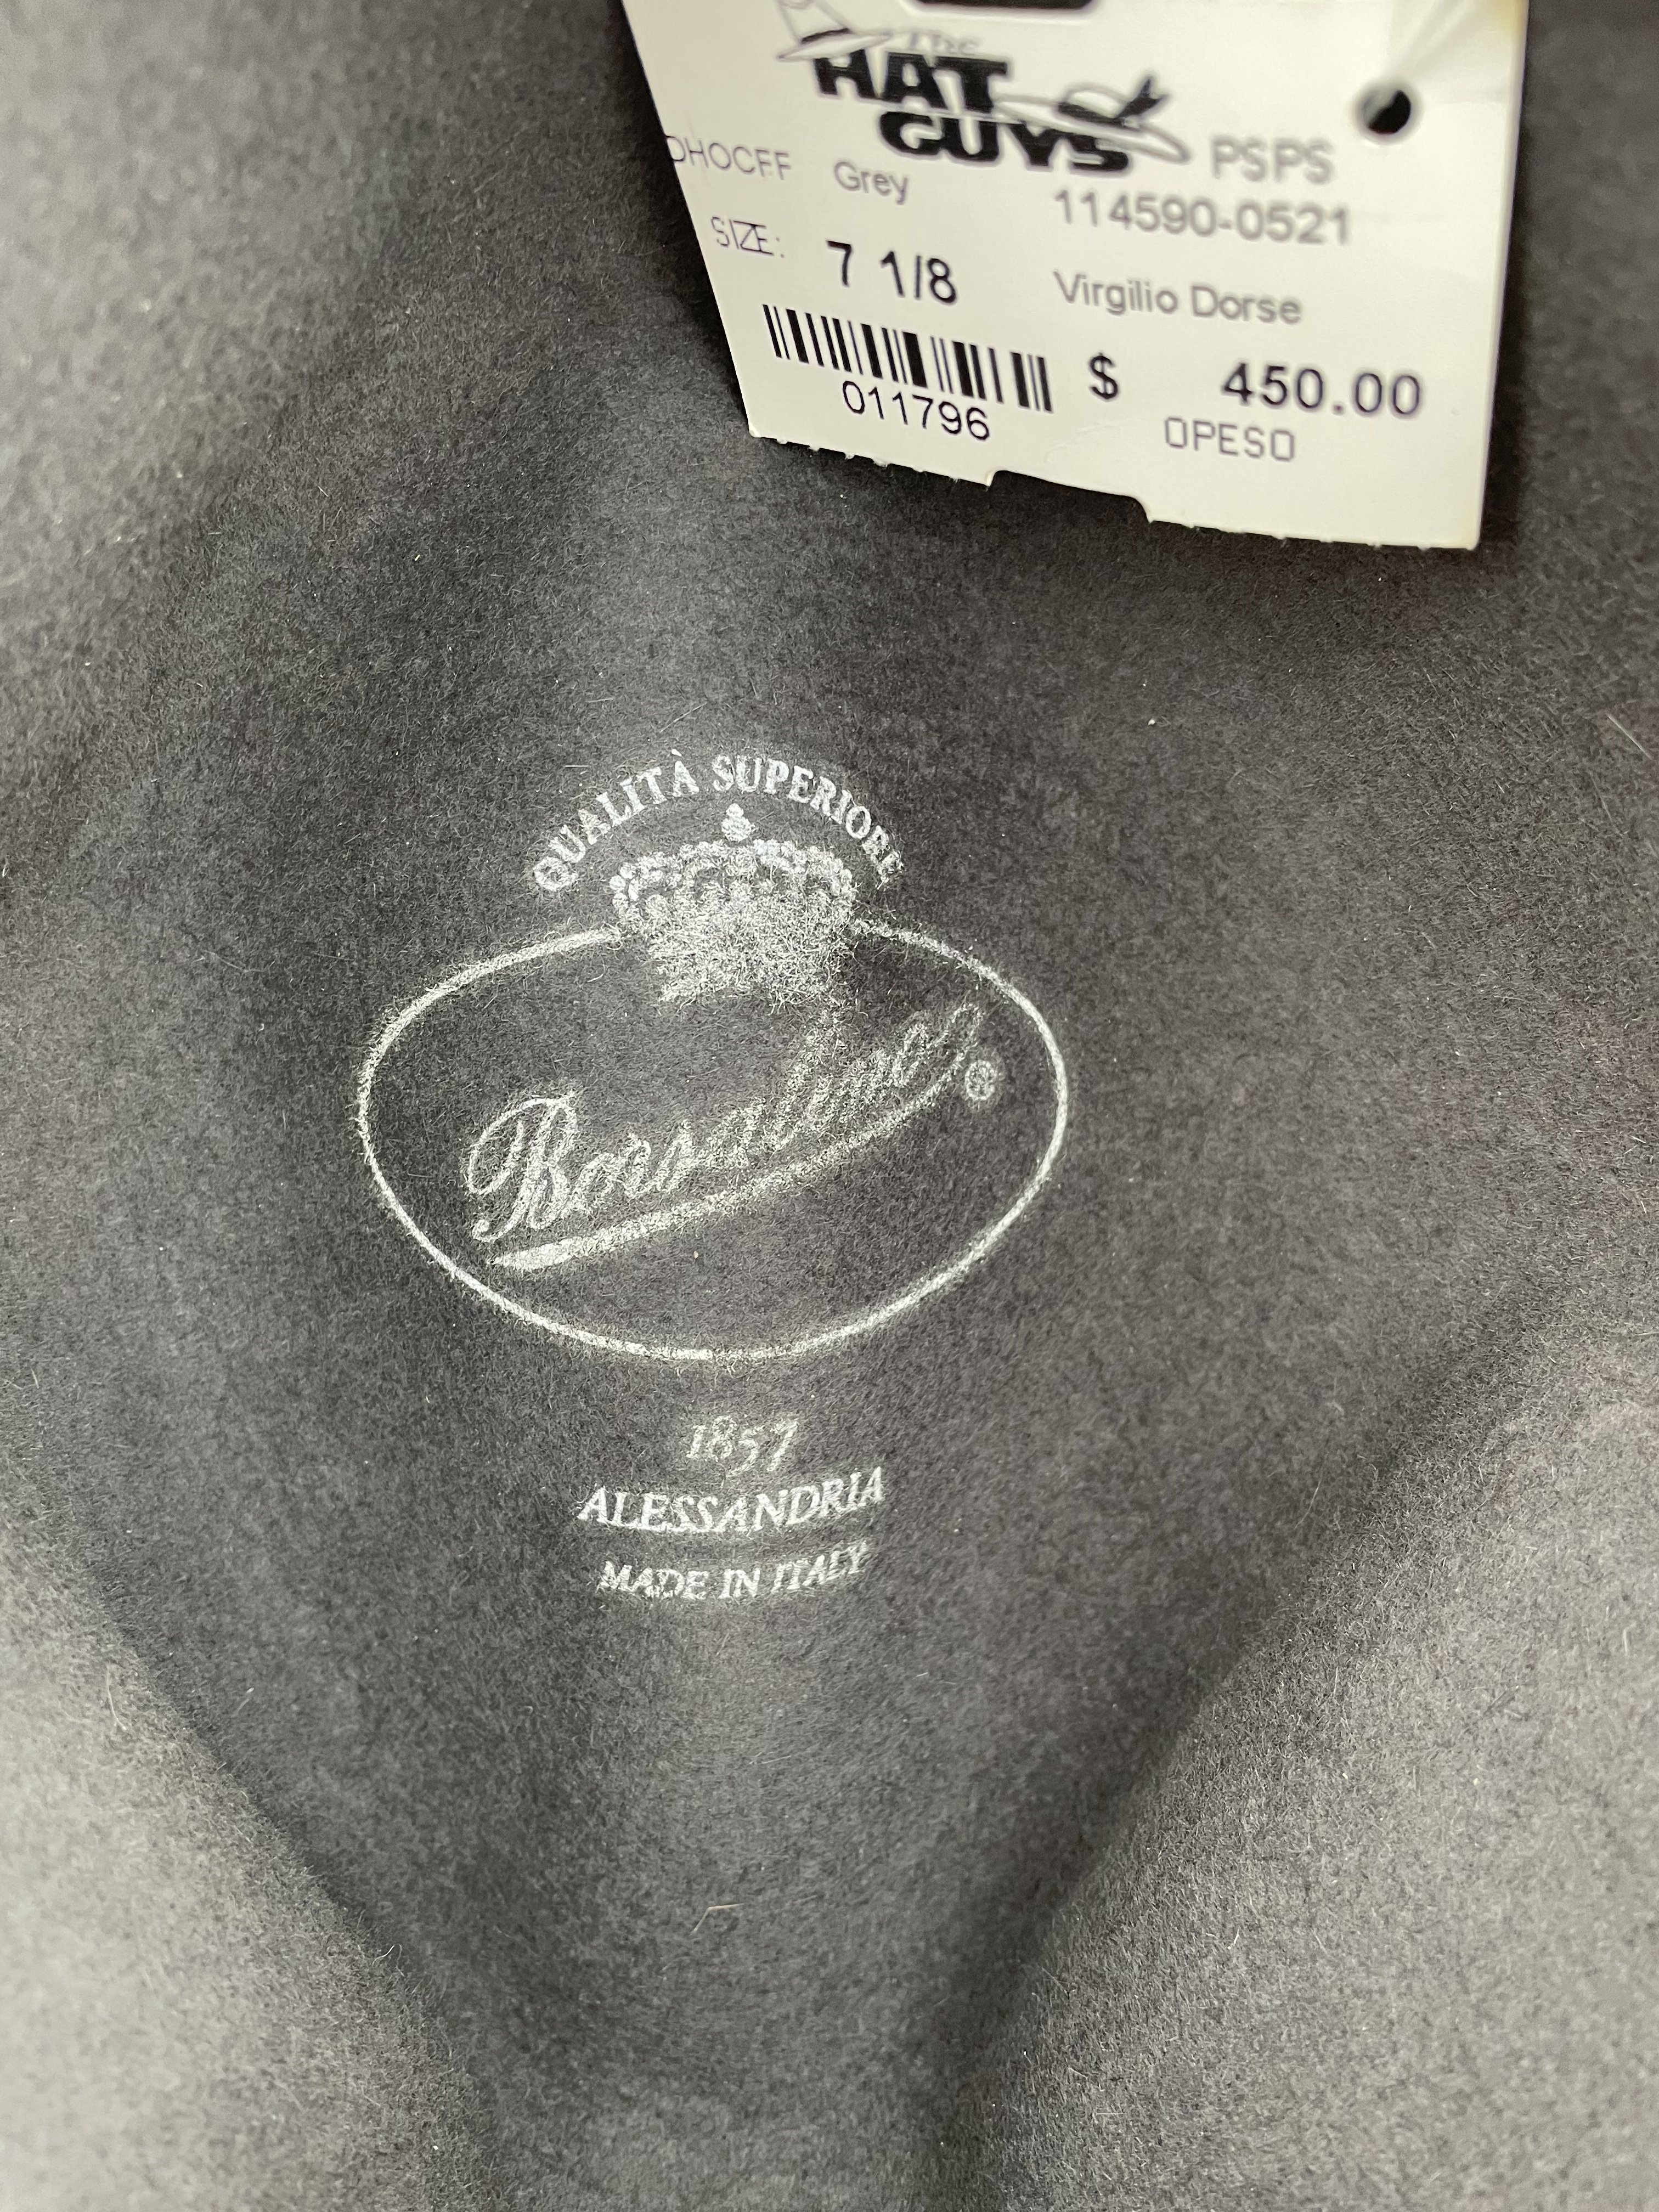 The
HAT
GUYS
PSPS
DHOCFF Grey 114590-0521
SIZE: 7 1/8 Virgilio Dorse
$ 450.00
011796 OPESO
QUALITÀ SUPERIORE
Borsalino ®
1857
ALESSANDRIA
MADE IN ITALY